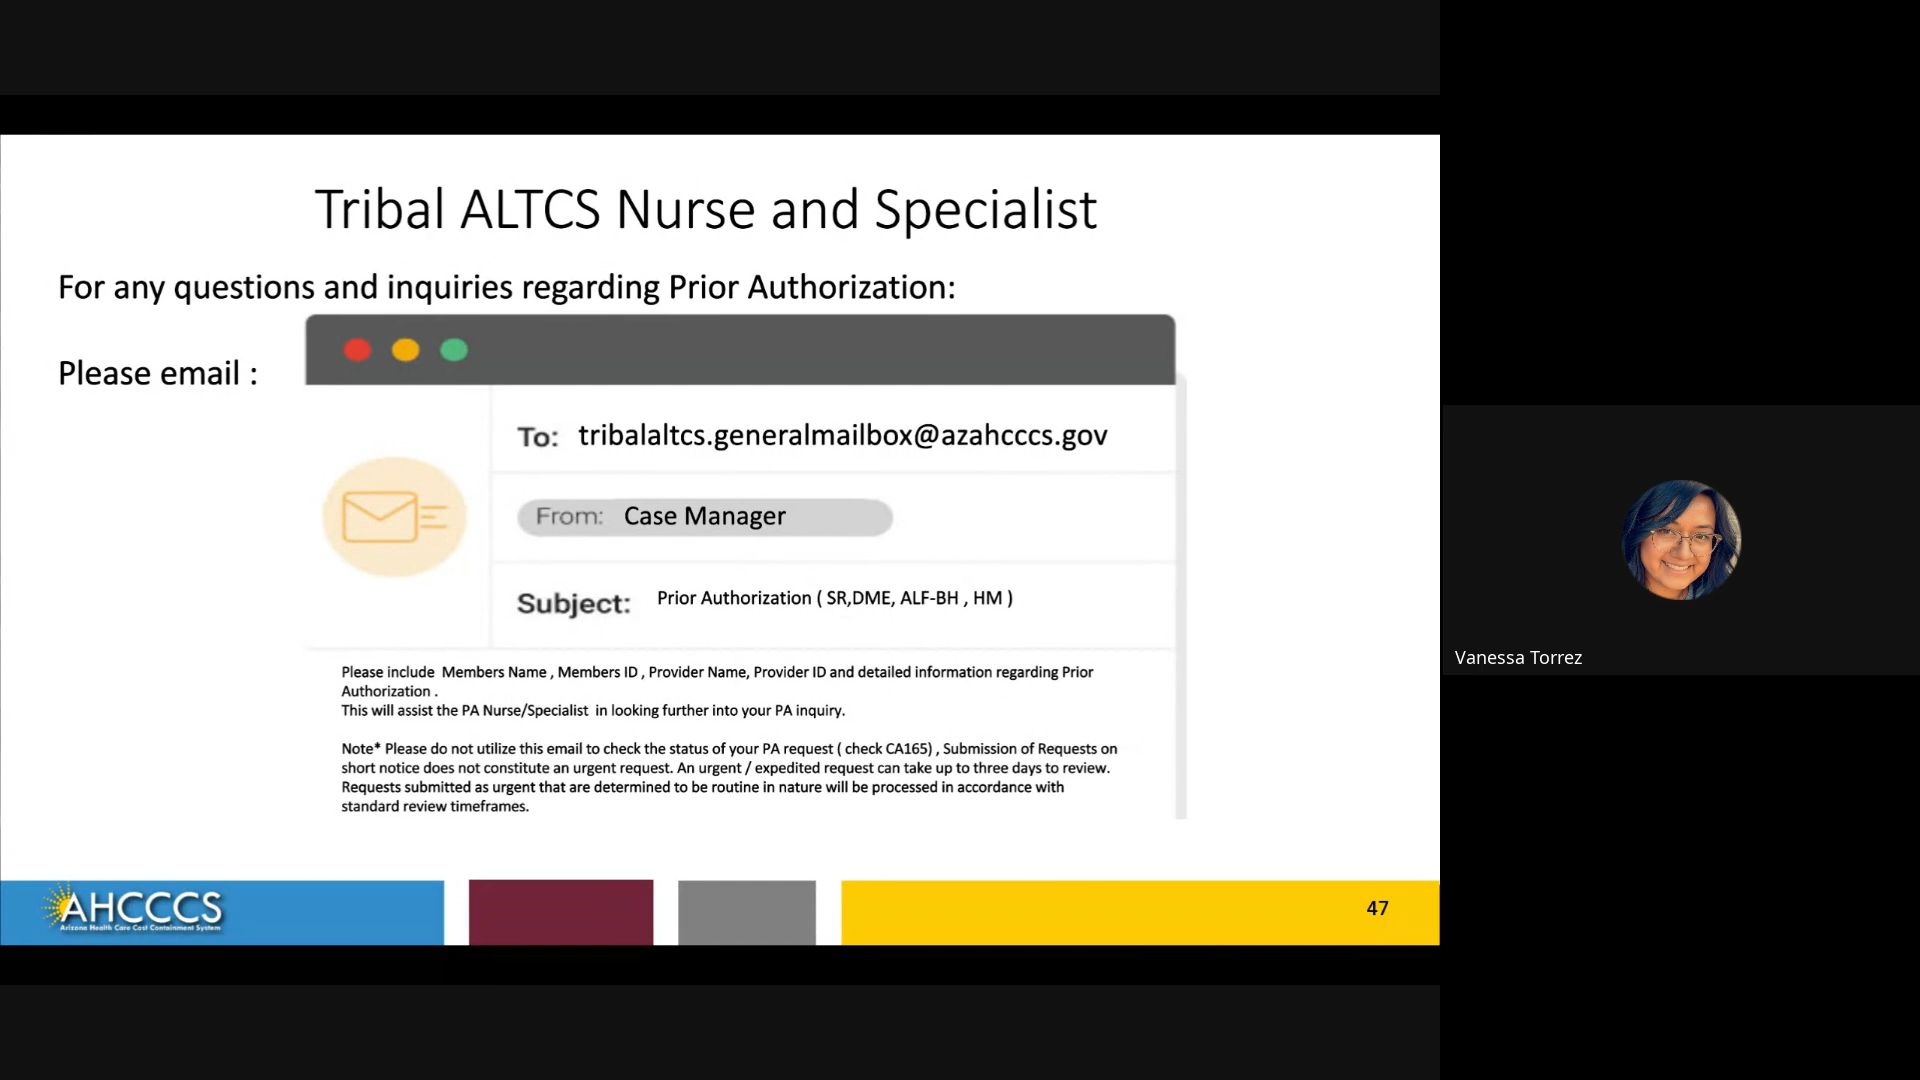 Tribal ALTCS Nurse and Specialist
For any questions and inquiries regarding Prior Authorization:
Please email :
To: tribalaltcs.generalmailbox@azahcccs.gov
From: Case Manager
Subject: Prior Authorization ( SR,DME, ALF-BH , HM )
Please include Members Name , Members ID , Provider Name, Provider ID and detailed information regarding Prior
Authorization .
This will assist the PA Nurse/Specialist in looking further into your PA inquiry.
Note* Please do not utilize this email to check the status of your PA request ( check CA165) , Submission of Requests on
short notice does not constitute an urgent request. An urgent / expedited request can take up to three days to review.
Requests submitted as urgent that are determined to be routine in nature will be processed in accordance with
standard review timeframes.
AHCCCS
Arizona Health Care Cost Containment System
47
Vanessa Torrez